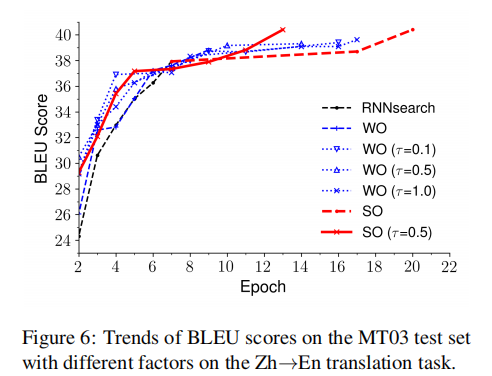 40
38
36
34
32
30
28
26
24
BLEU Score
RNNsearch
WO
WO (τ=0.1)
WO (τ=0.5)
WO (τ=1.0)
SO
SO (τ=0.5)
2 4 6 8 10 12 14 16 18 20 22
Epoch
Figure 6: Trends of BLEU scores on the MT03 test set
with different factors on the Zh→En translation task.